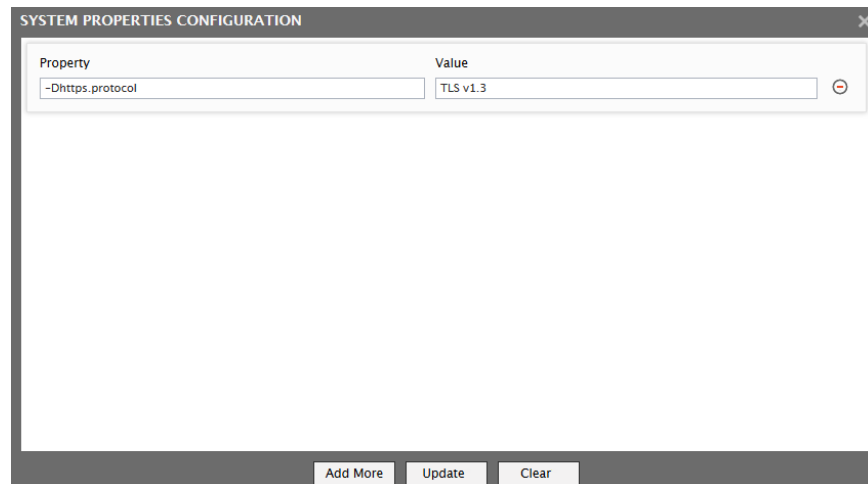 SYSTEM PROPERTIES CONFIGURATION
Property Value
-Dhttps.protocol TLS v1.3
Add More Update Clear